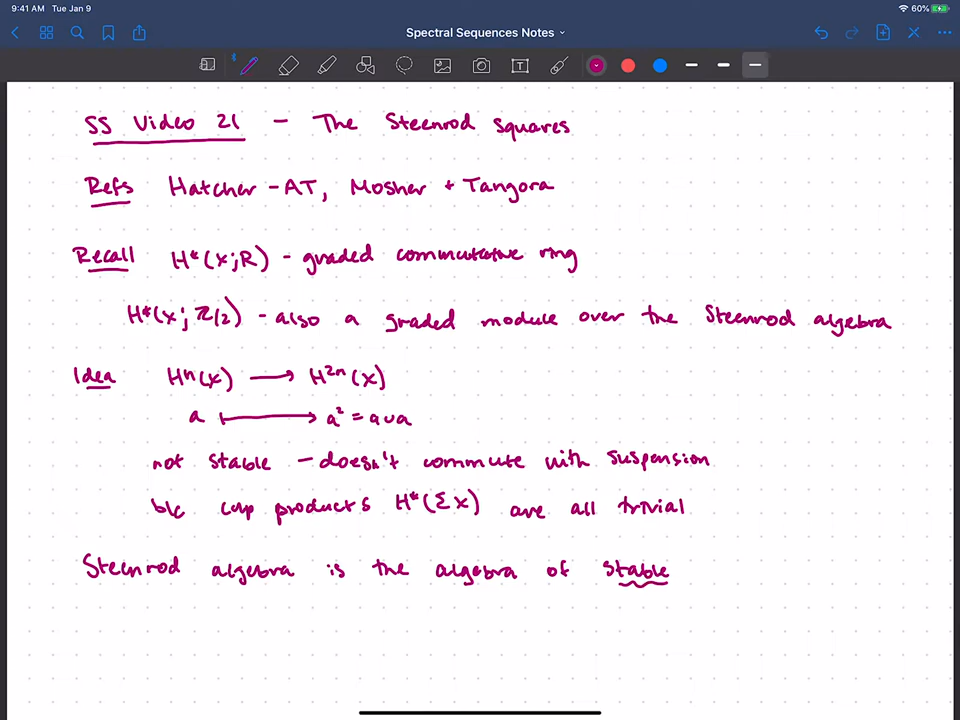 9:41 AM Tue Jan 9
60%
Spectral Sequences Notes
SS Video 21 - The Steenrod Squares
Refs Hatcher - AT, Mosher + Tangora
Recall H*(X;R) - graded commutative ring
H*(X; Z/2) - also a graded module over the Steenrod algebra
Idea Hⁿ(X) ⟶ H²ⁿ(X)
a ⟼ a² = a∪a
not stable - doesn't commute with suspension
b/c cup products H*(ΣX) are all trivial
Steenrod algebra is the algebra of stable